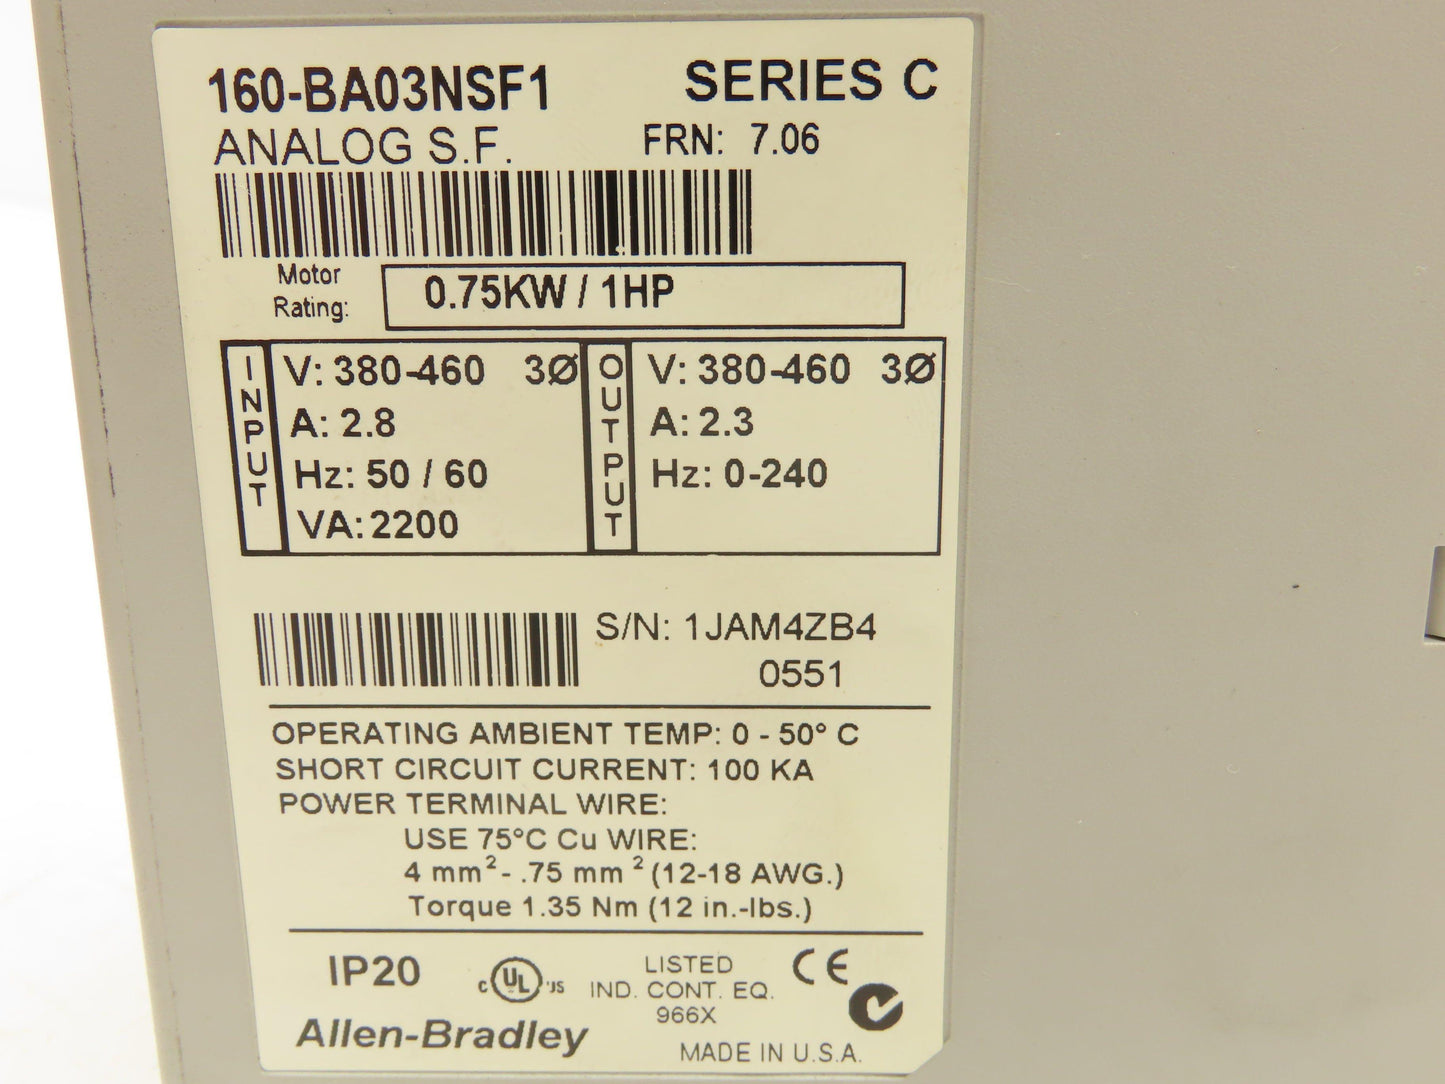 160-BA03NSF1 SERIES C
ANALOG S.F. FRN: 7.06
Motor
Rating: 0.75KW / 1HP
INPUT
V: 380-460 3Ø
A: 2.8
Hz: 50 / 60
VA: 2200
OUTPUT
V: 380-460 3Ø
A: 2.3
Hz: 0-240
S/N: 1JAM4ZB4
0551
OPERATING AMBIENT TEMP: 0 - 50° C
SHORT CIRCUIT CURRENT: 100 KA
POWER TERMINAL WIRE:
USE 75°C Cu WIRE:
4 mm² - .75 mm² (12-18 AWG.)
Torque 1.35 Nm (12 in.-lbs.)
IP20
C UL US
LISTED
IND. CONT. EQ.
966X
CE
Allen-Bradley
MADE IN U.S.A.